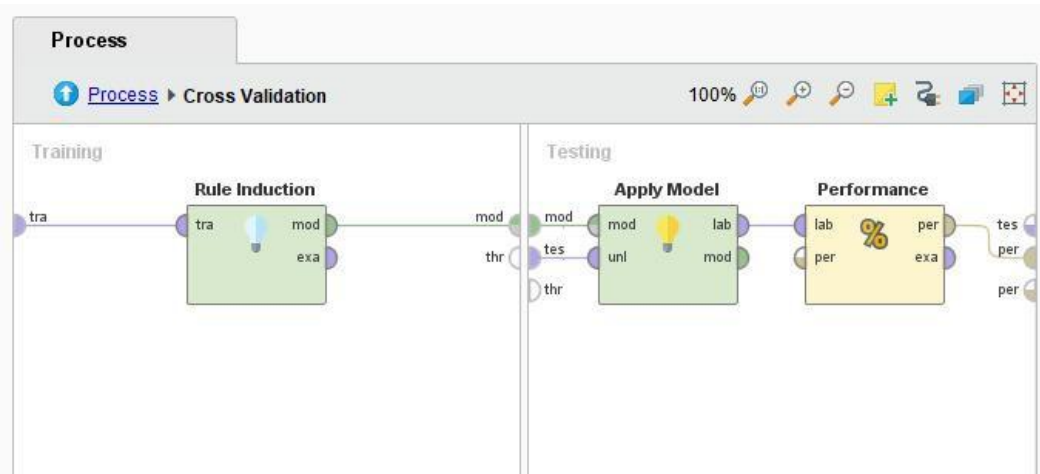 Process
Process ▸ Cross Validation 100%
Training
Rule Induction
tra tra mod mod
exa thr
Testing
Apply Model Performance
mod mod lab lab per tes
tes unl mod per exa per
thr per